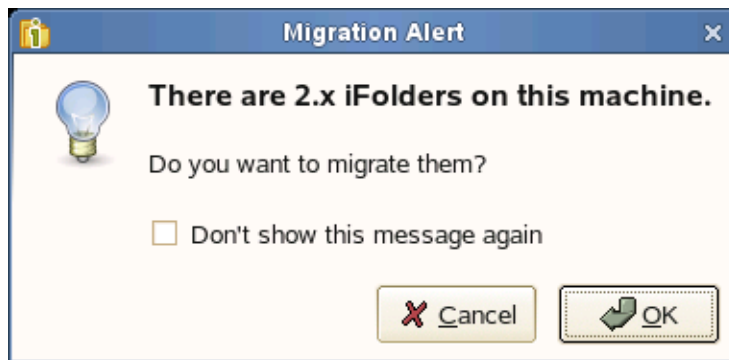 Migration Alert
There are 2.x iFolders on this machine.
Do you want to migrate them?
Don't show this message again
Cancel
OK